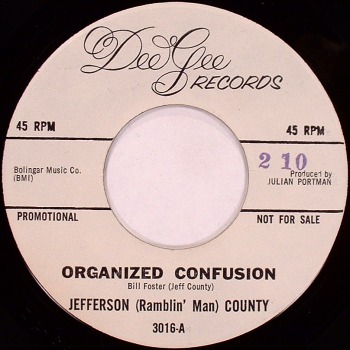 Dee Gee
RECORDS
45 RPM
45 RPM
Bolingar Music Co.
(BMI)
2 10
Produced by
JULIAN PORTMAN
PROMOTIONAL
NOT FOR SALE
ORGANIZED CONFUSION
Bill Foster (Jeff County)
JEFFERSON (Ramblin' Man) COUNTY
3016-A